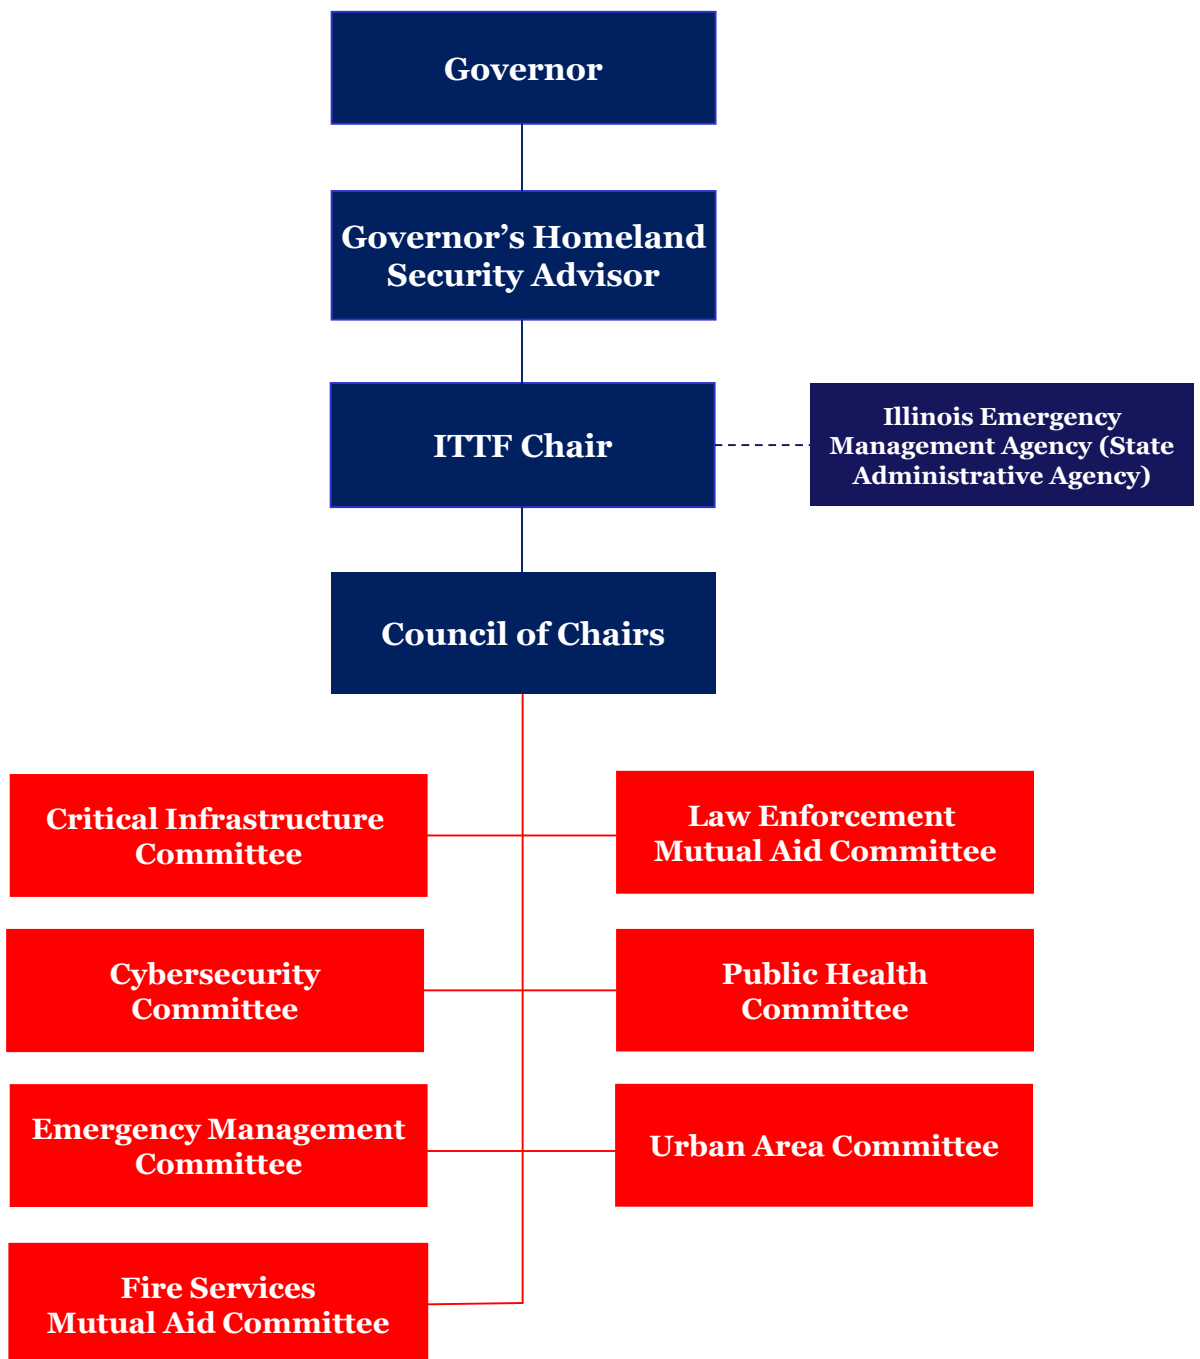 Governor
Governor’s Homeland
Security Advisor
ITTF Chair
Illinois Emergency
Management Agency (State
Administrative Agency)
Council of Chairs
Critical Infrastructure
Committee
Law Enforcement
Mutual Aid Committee
Cybersecurity
Committee
Public Health
Committee
Emergency Management
Committee
Urban Area Committee
Fire Services
Mutual Aid Committee